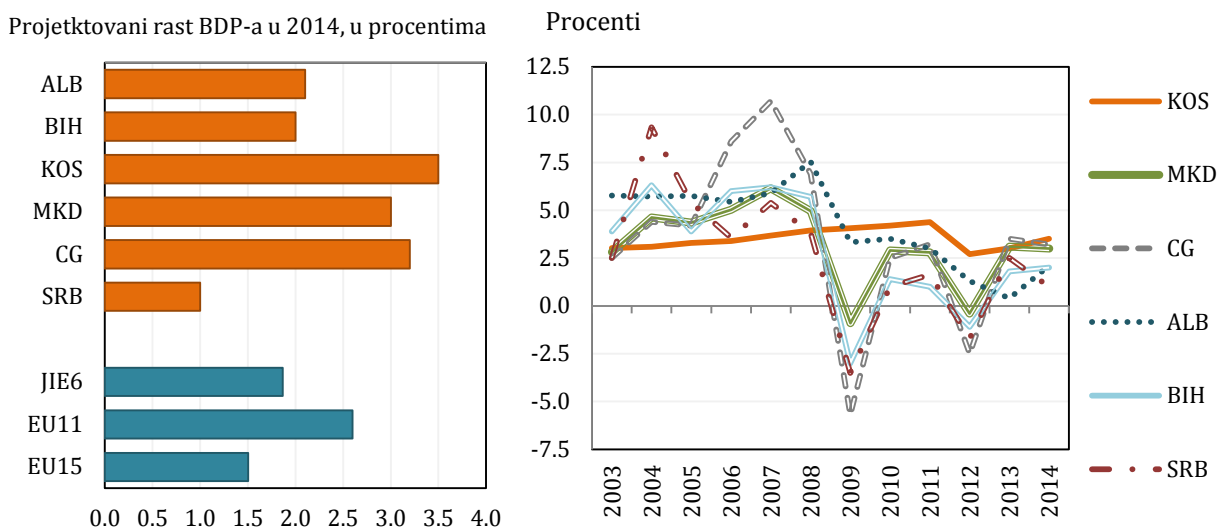 Projetktovani rast BDP-a u 2014, u procentima
ALB
BIH
KOS
MKD
CG
SRB
JIE6
EU11
EU15
0.0 0.5 1.0 1.5 2.0 2.5 3.0 3.5 4.0
Procenti
12.5
10.0
7.5
5.0
2.5
0.0
-2.5
-5.0
-7.5
2003 2004 2005 2006 2007 2008 2009 2010 2011 2012 2013 2014
KOS
MKD
CG
ALB
BIH
SRB